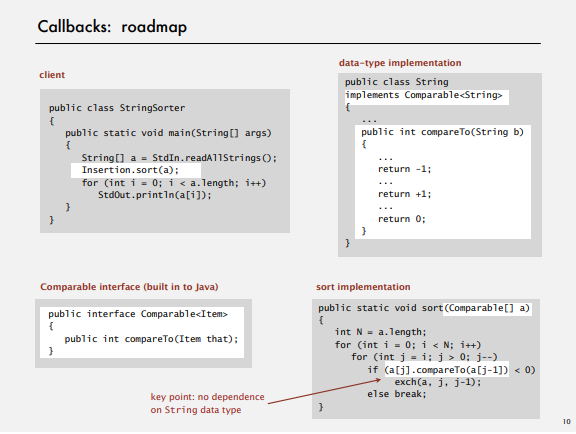 Callbacks: roadmap
client
public class StringSorter
{
public static void main(String[] args)
{
String[] a = StdIn.readAllStrings();
Insertion.sort(a);
for (int i = 0; i < a.length; i++)
StdOut.println(a[i]);
}
}
data-type implementation
public class String
implements Comparable<String>
{
...
public int compareTo(String b)
{
...
return -1;
...
return +1;
...
return 0;
}
}
Comparable interface (built in to Java)
public interface Comparable<Item>
{
public int compareTo(Item that);
}
sort implementation
public static void sort(Comparable[] a)
{
int N = a.length;
for (int i = 0; i < N; i++)
for (int j = i; j > 0; j--)
if (a[j].compareTo(a[j-1]) < 0)
exch(a, j, j-1);
else break;
}
key point: no dependence
on String data type
10